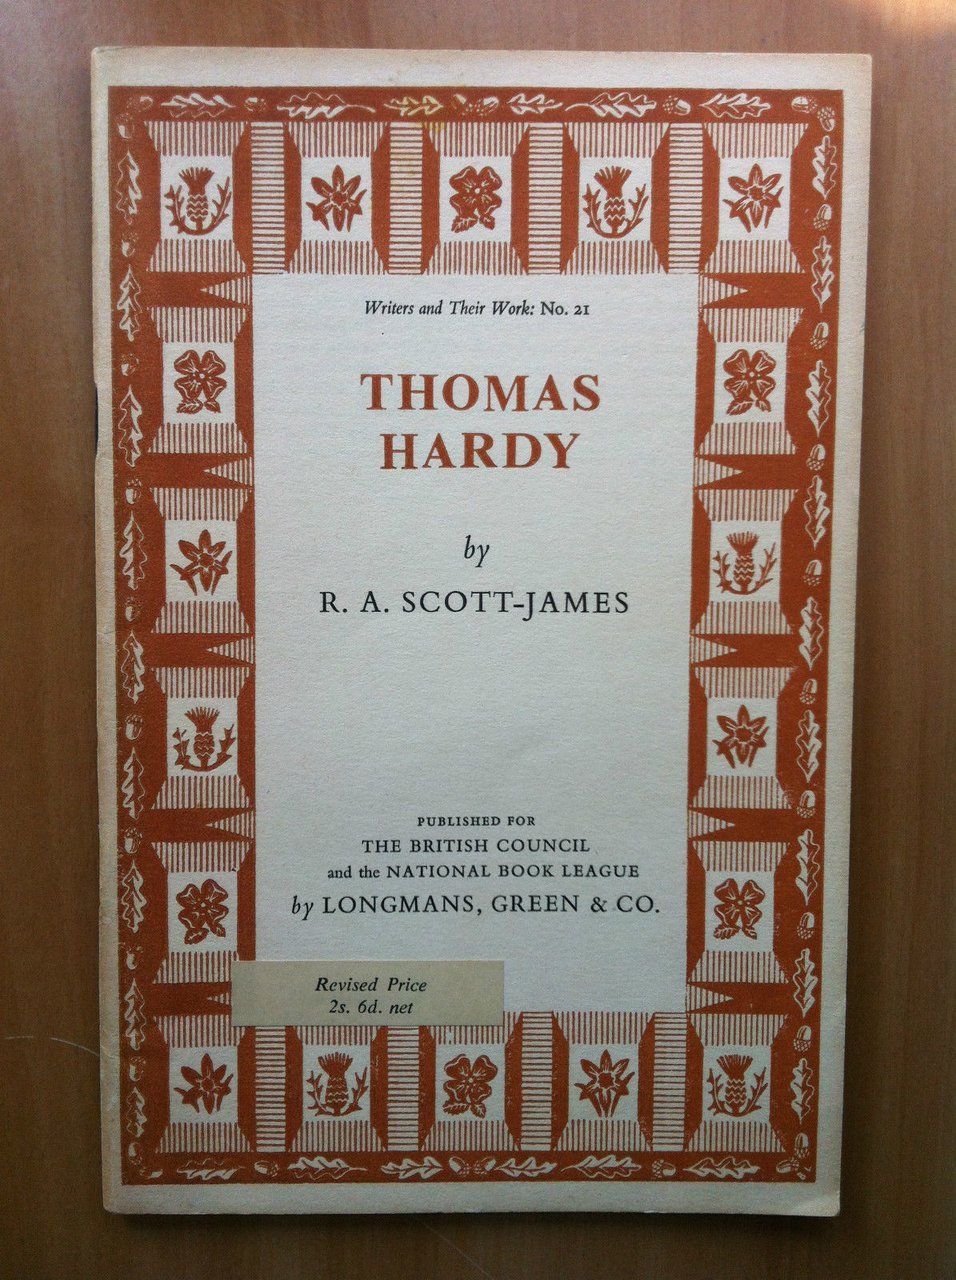 Writers and Their Work: No. 21
THOMAS
HARDY
by
R. A. SCOTT-JAMES
PUBLISHED FOR
THE BRITISH COUNCIL
and the NATIONAL BOOK LEAGUE
by LONGMANS, GREEN & CO.
Revised Price
2s. 6d. net